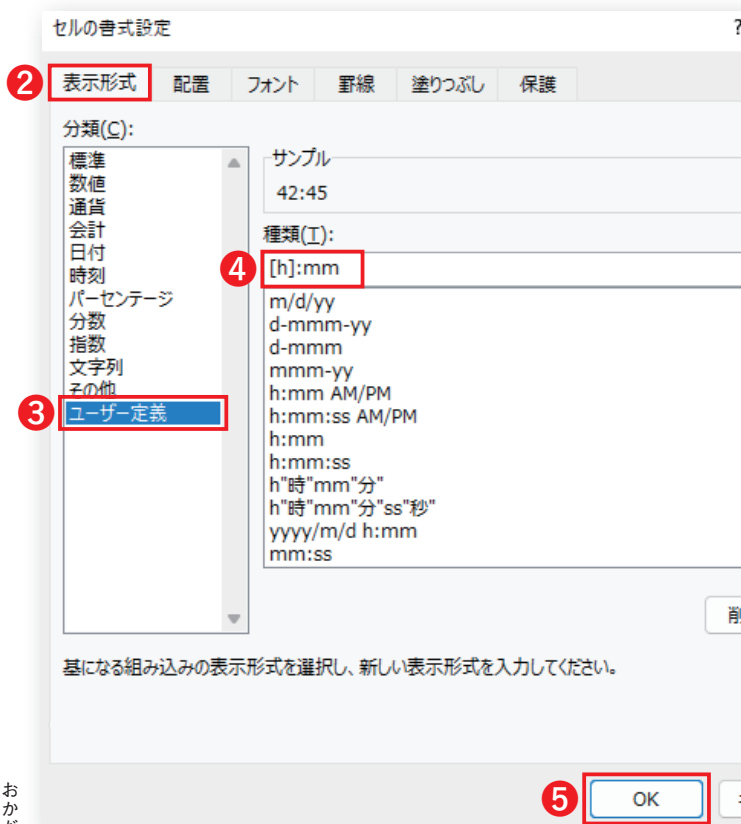 セルの書式設定
?
❷
表示形式 配置 フォント 罫線 塗りつぶし 保護
分類(C):
標準
数値
通貨
会計
日付
時刻
パーセンテージ
分数
指数
文字列
その他
❸ ユーザー定義
サンプル
42:45
種類(T):
❹ [h]:mm
m/d/yy
d-mmm-yy
d-mmm
mmm-yy
h:mm AM/PM
h:mm:ss AM/PM
h:mm
h:mm:ss
h"時"mm"分"
h"時"mm"分"ss"秒"
yyyy/m/d h:mm
mm:ss
削
基になる組み込みの表示形式を選択し、新しい表示形式を入力してください。
❺ OK
おか